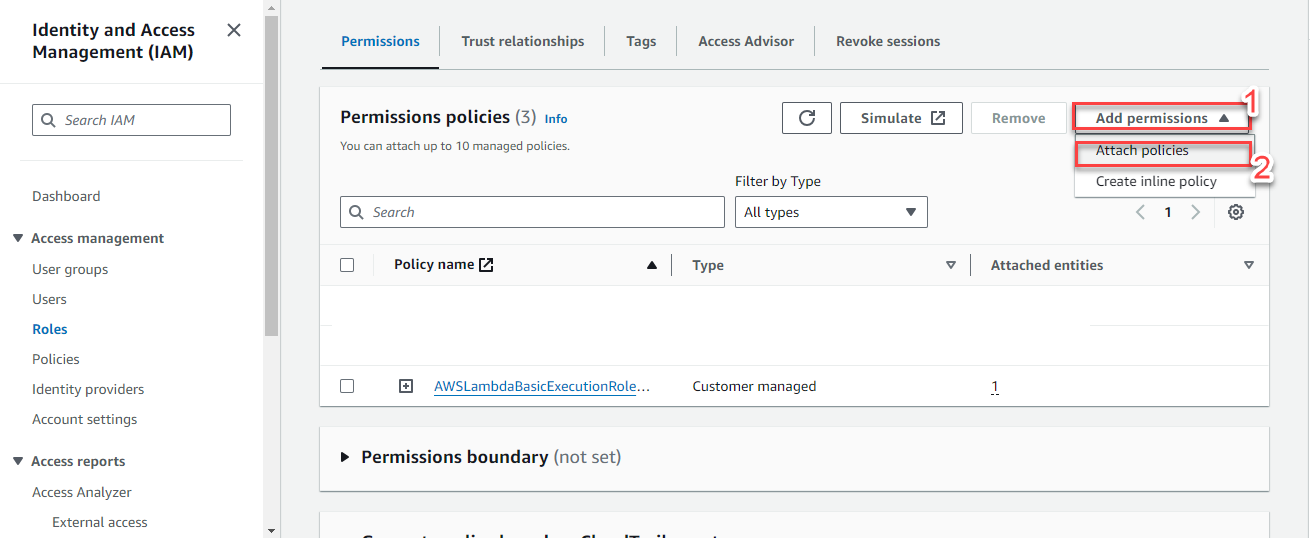 Identity and Access
Management (IAM)
Search IAM
Dashboard
Access management
User groups
Users
Roles
Policies
Identity providers
Account settings
Access reports
Access Analyzer
External access
Permissions
Trust relationships
Tags
Access Advisor
Revoke sessions
Permissions policies (3) Info
You can attach up to 10 managed policies.
Simulate
Remove
Add permissions
1
Attach policies
2
Create inline policy
Filter by Type
Search
All types
1
Policy name
Type
Attached entities
AWSLambdaBasicExecutionRole...
Customer managed
1
Permissions boundary (not set)